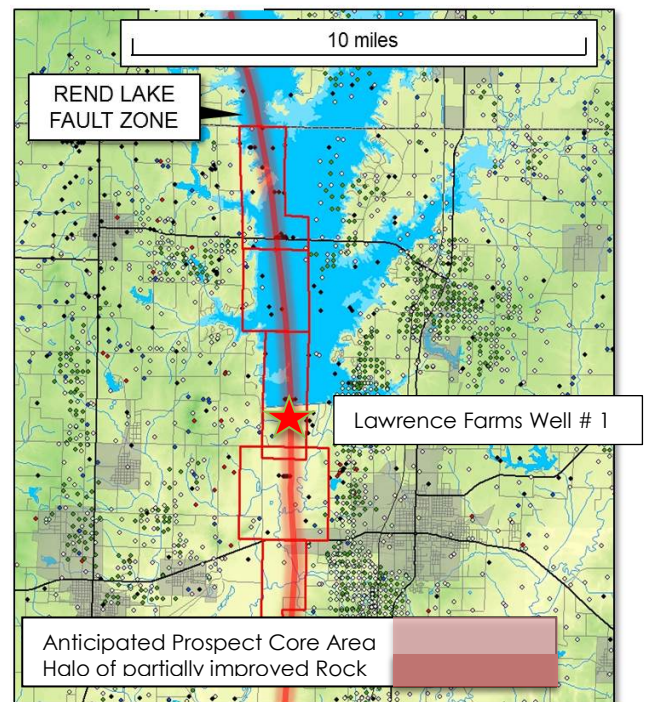 10 miles
REND LAKE
FAULT ZONE
Lawrence Farms Well # 1
Anticipated Prospect Core Area
Halo of partially improved Rock